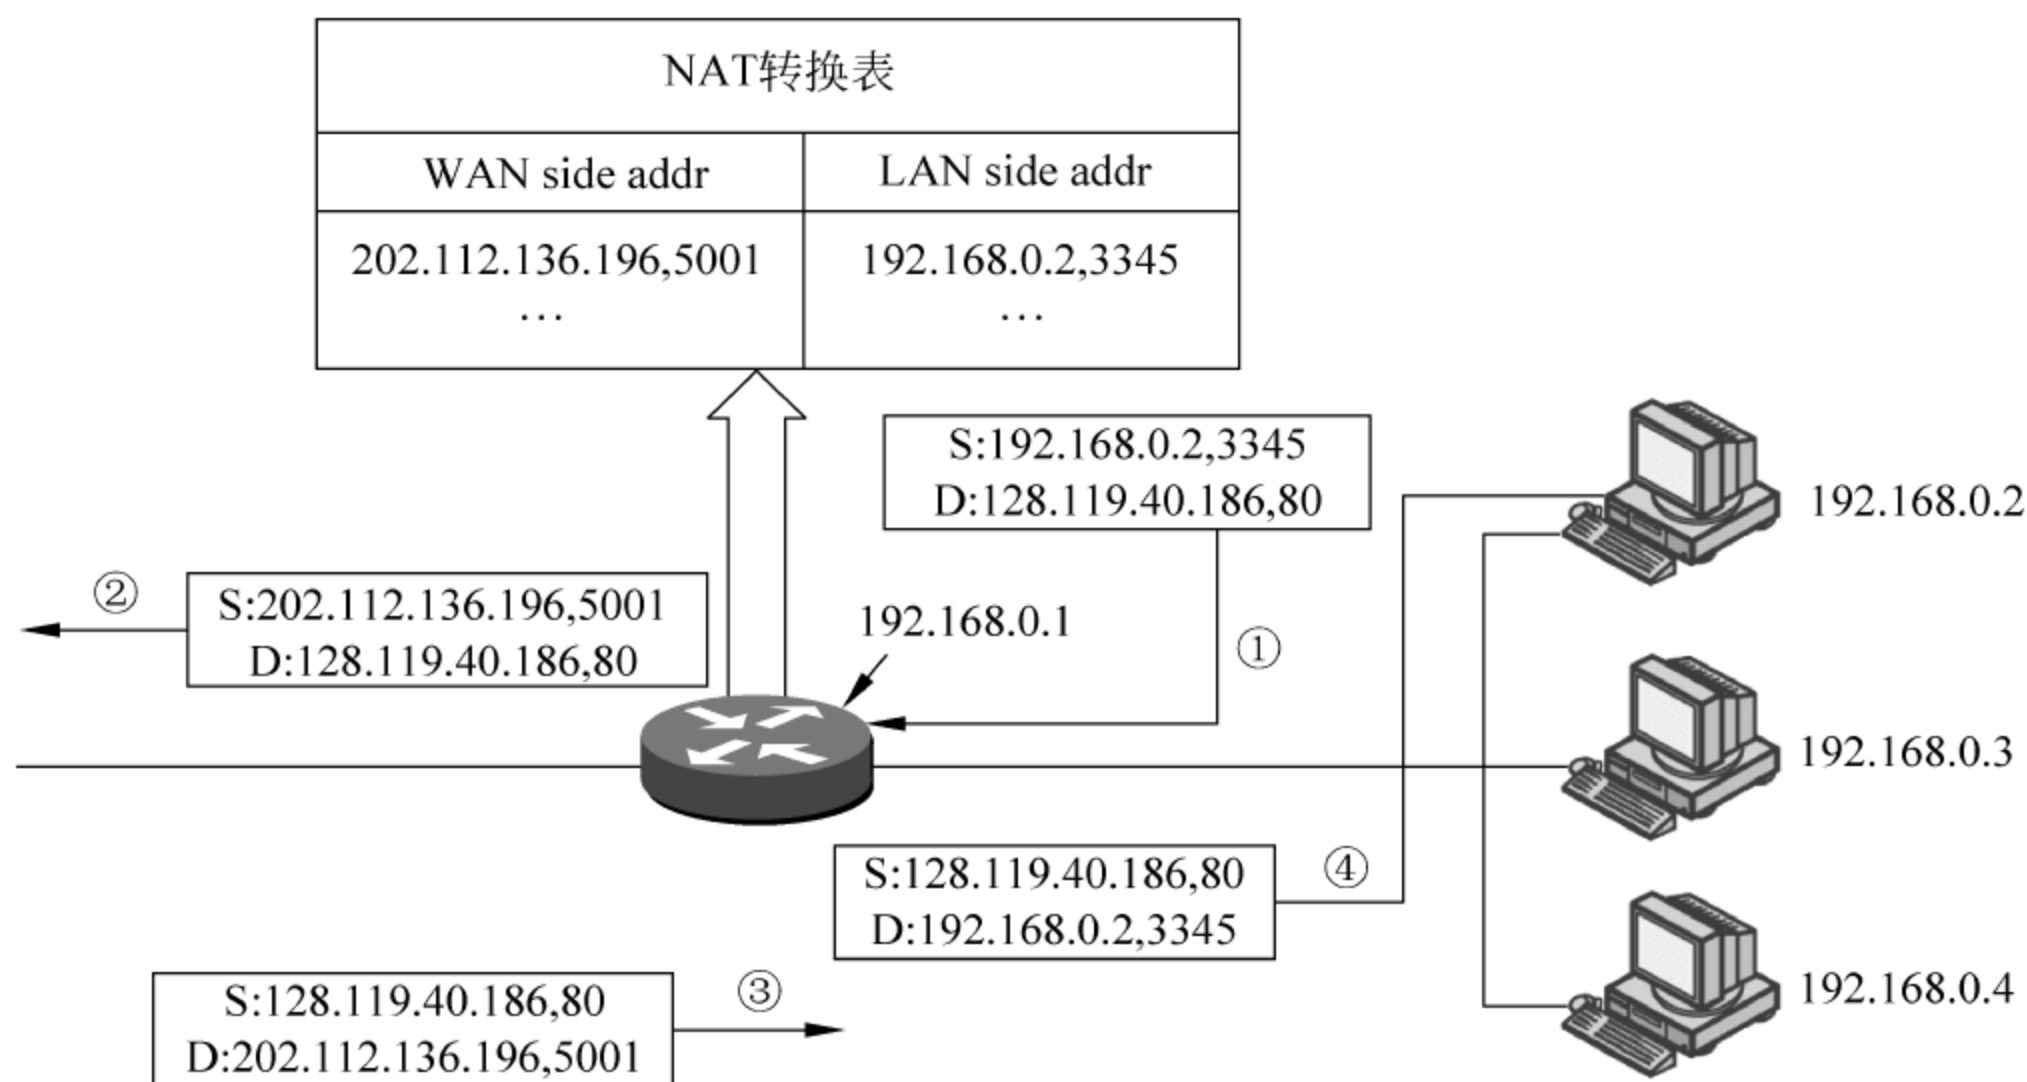 NAT转换表
WAN side addr
LAN side addr
202.112.136.196,5001
192.168.0.2,3345
…
…
S:192.168.0.2,3345
D:128.119.40.186,80
192.168.0.2
②
S:202.112.136.196,5001
D:128.119.40.186,80
192.168.0.1
①
192.168.0.3
S:128.119.40.186,80
D:192.168.0.2,3345
④
S:128.119.40.186,80
D:202.112.136.196,5001
③
192.168.0.4